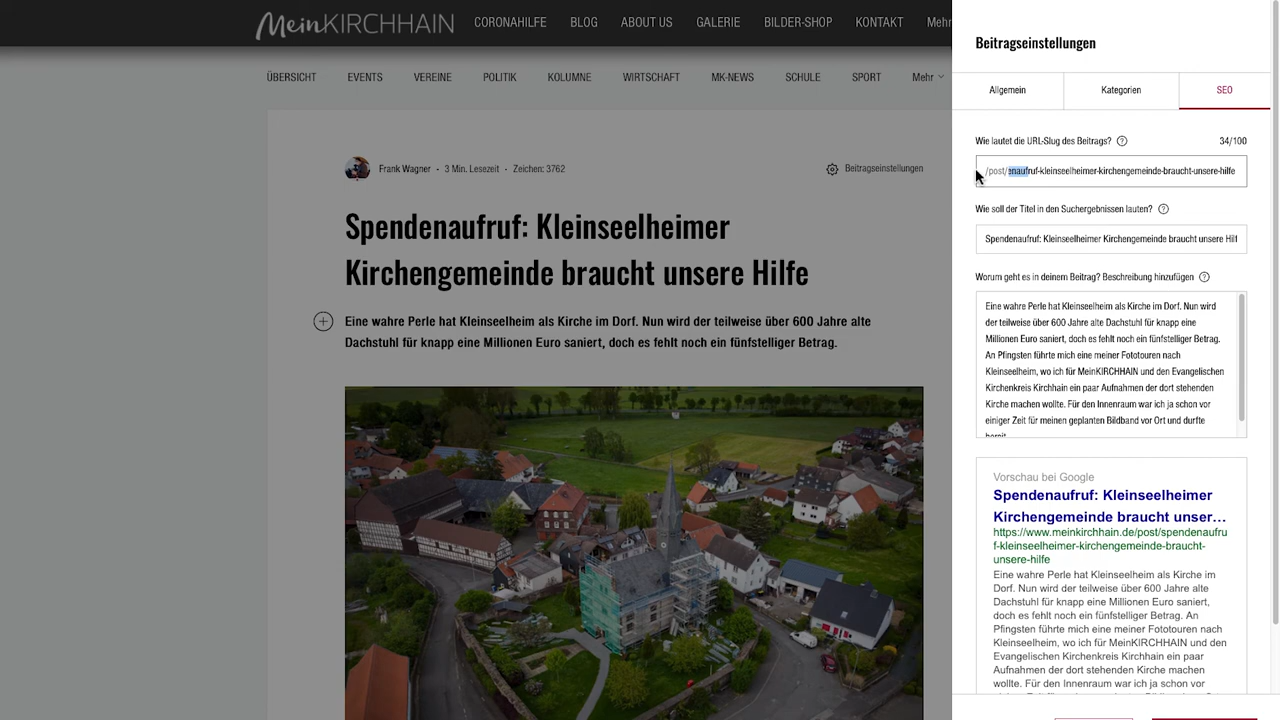 MeinKIRCHHAIN
CORONAHILFE BLOG ABOUT US GALERIE BILDER-SHOP KONTAKT Mehr
ÜBERSICHT EVENTS VEREINE POLITIK KOLUMNE WIRTSCHAFT MK-NEWS SCHULE SPORT Mehr
Frank Wagner · 3 Min. Lesezeit · Zeichen: 3762
Beitragseinstellungen
Spendenaufruf: Kleinseelheimer
Kirchengemeinde braucht unsere Hilfe
Eine wahre Perle hat Kleinseelheim als Kirche im Dorf. Nun wird der teilweise über 600 Jahre alte
Dachstuhl für knapp eine Millionen Euro saniert, doch es fehlt noch ein fünfstelliger Betrag.
Beitragseinstellungen
Allgemein Kategorien SEO
Wie lautet die URL-Slug des Beitrags? ? 34/100
/post/enaufruf-kleinseelheimer-kirchengemeinde-braucht-unsere-hilfe
Wie soll der Titel in den Suchergebnissen lauten? ?
Spendenaufruf: Kleinseelheimer Kirchengemeinde braucht unsere Hilf
Worum geht es in deinem Beitrag? Beschreibung hinzufügen ?
Eine wahre Perle hat Kleinseelheim als Kirche im Dorf. Nun wird
der teilweise über 600 Jahre alte Dachstuhl für knapp eine
Millionen Euro saniert, doch es fehlt noch ein fünfstelliger Betrag.
An Pfingsten führte mich eine meiner Fototouren nach
Kleinseelheim, wo ich für MeinKIRCHHAIN und den Evangelischen
Kirchenkreis Kirchhain ein paar Aufnahmen der dort stehenden
Kirche machen wollte. Für den Innenraum war ich ja schon vor
einiger Zeit für meinen geplanten Bildband vor Ort und durfte
bereit
Vorschau bei Google
Spendenaufruf: Kleinseelheimer
Kirchengemeinde braucht unser...
https://www.meinkirchhain.de/post/spendenaufru
f-kleinseelheimer-kirchengemeinde-braucht-
unsere-hilfe
Eine wahre Perle hat Kleinseelheim als Kirche im
Dorf. Nun wird der teilweise über 600 Jahre alte
Dachstuhl für knapp eine Millionen Euro saniert,
doch es fehlt noch ein fünfstelliger Betrag. An
Pfingsten führte mich eine meiner Fototouren nach
Kleinseelheim, wo ich für MeinKIRCHHAIN und den
Evangelischen Kirchenkreis Kirchhain ein paar
Aufnahmen der dort stehenden Kirche machen
wollte. Für den Innenraum war ich ja schon vor